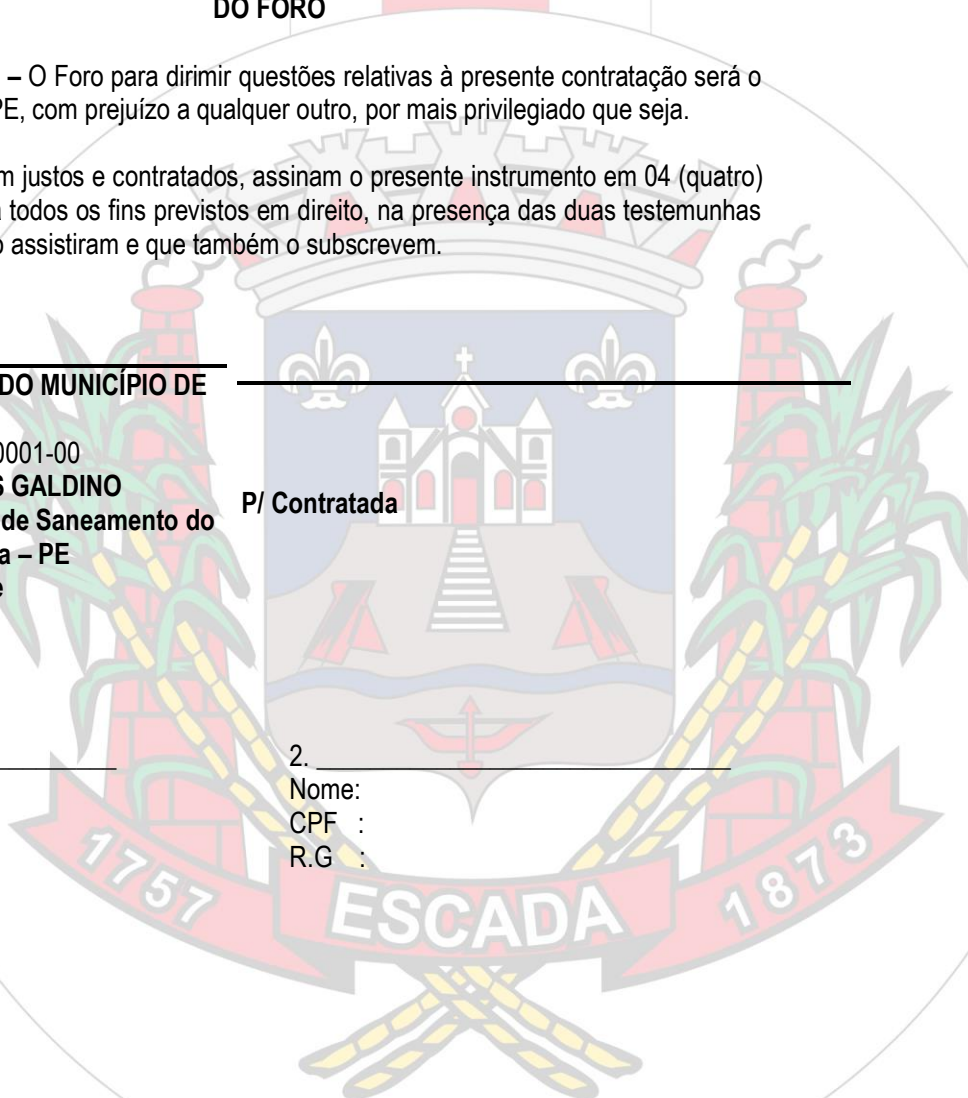 DO FORO
– O Foro para dirimir questões relativas à presente contratação será o
PE, com prejuízo a qualquer outro, por mais privilegiado que seja.
m justos e contratados, assinam o presente instrumento em 04 (quatro)
a todos os fins previstos em direito, na presença das duas testemunhas
o assistiram e que também o subscrevem.
DO MUNICÍPIO DE
0001-00
S GALDINO
de Saneamento do
a – PE
e
P/ Contratada
2. ______________________________
Nome:
CPF :
R.G :
1757
ESCADA
1873